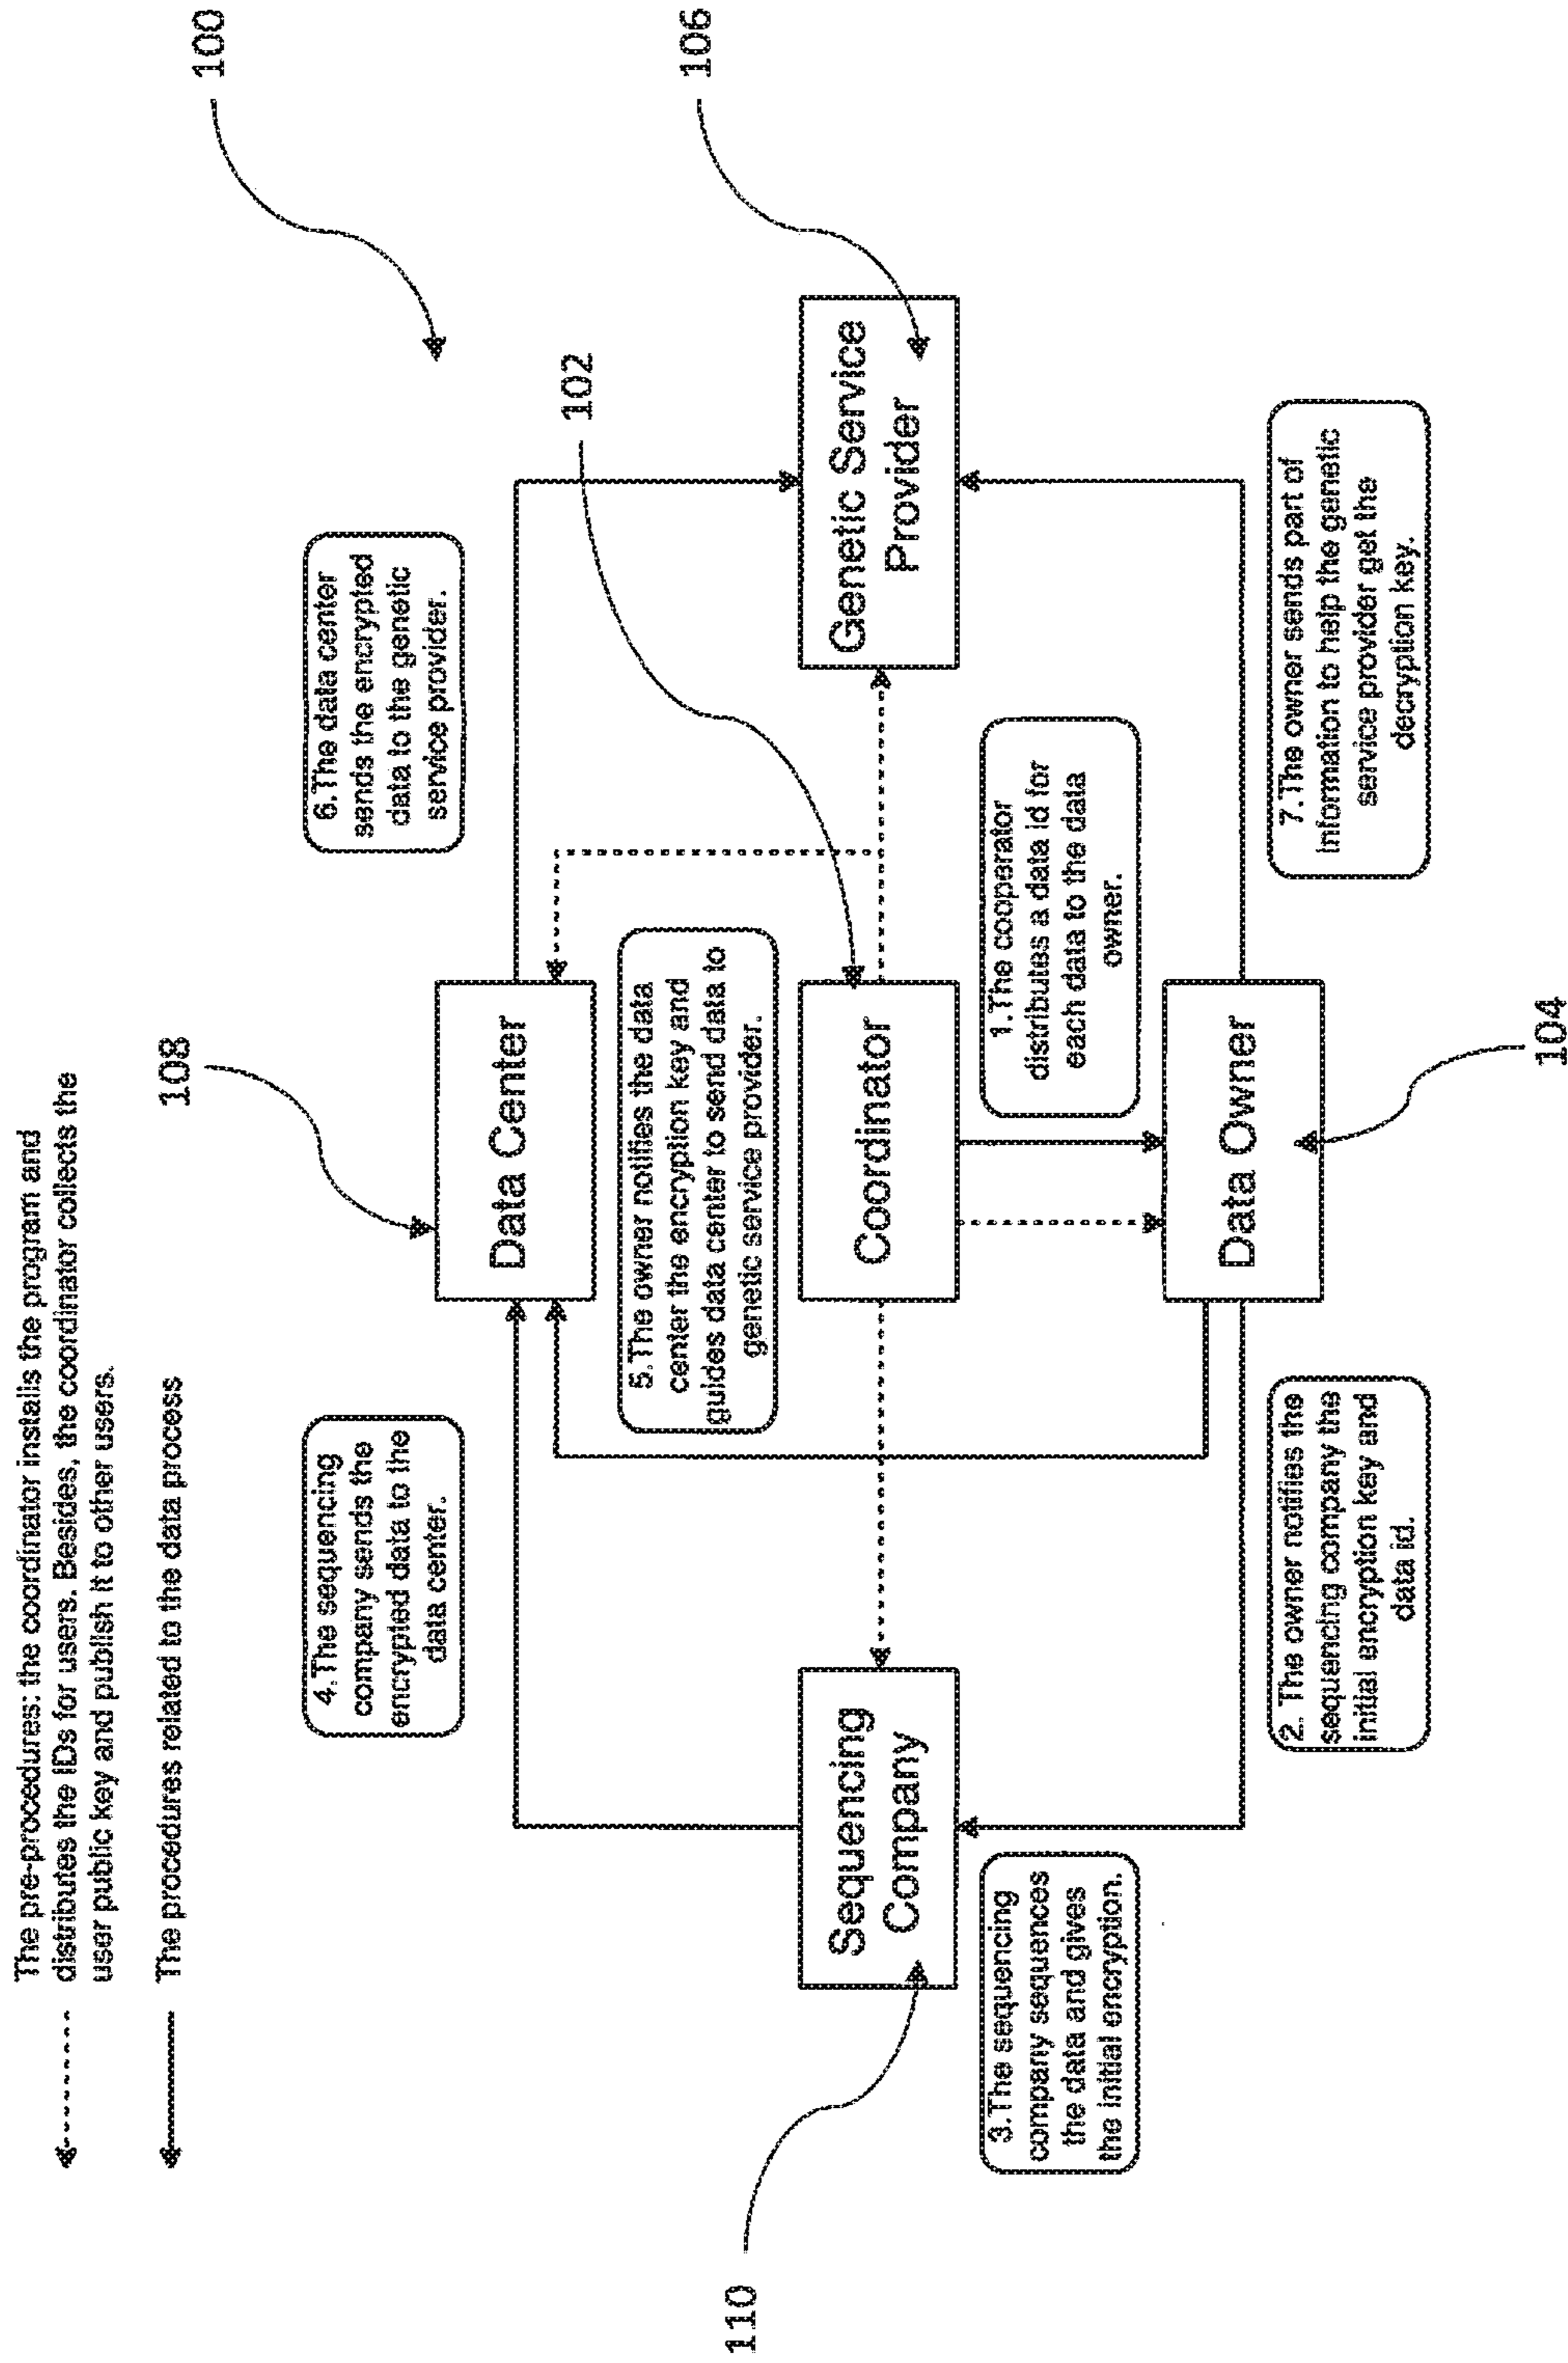 The pre-procedures: the coordinator installs the program and
distributes the IDs for users. Besides, the coordinator collects the
user public key and publish it to other users.
The procedures related to the data process
100
108
4.The sequencing
company sends the
encrypted data to the
data center.
6.The data center
sends the encrypted
data to the genetic
service provider.
Data Center
102
106
5.The owner notifies the data
center the encryption key and
guides data center to send data to
genetic service provider.
110
Sequencing
Company
Coordinator
Genetic Service
Provider
3.The sequencing
company sequences
the data and gives
the initial encryption.
1.The cooperator
distributes a data id for
each data to the data
owner.
Data Owner
2. The owner notifies the
sequencing company the
initial encryption key and
data id.
7.The owner sends part of
information to help the genetic
service provider get the
decryption key.
104